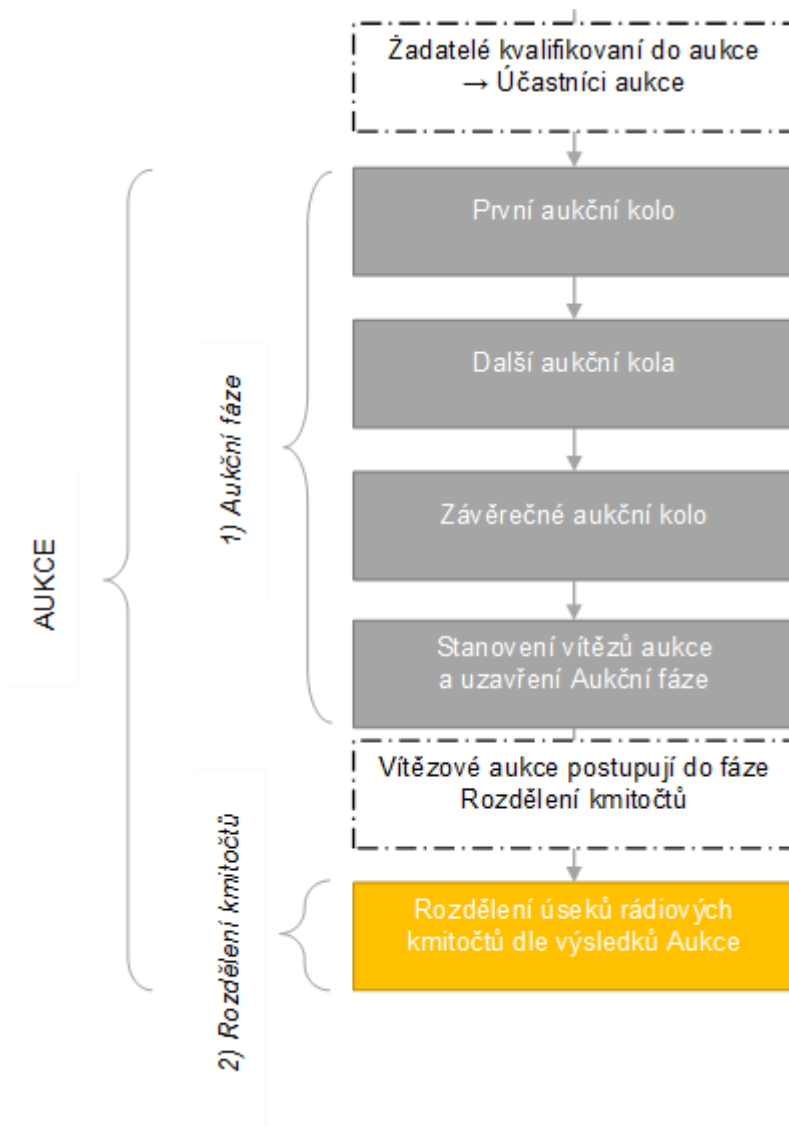 Žadatelé kvalifikovaní do aukce
→ Účastníci aukce
První aukční kolo
Další aukční kola
Závěrečné aukční kolo
Stanovení vítězů aukce
a uzavření Aukční fáze
Vítězové aukce postupují do fáze
Rozdělení kmitočtů
Rozdělení úseků rádiových
kmitočtů dle výsledků Aukce
AUKCE
1) Aukční fáze
2) Rozdělení kmitočtů